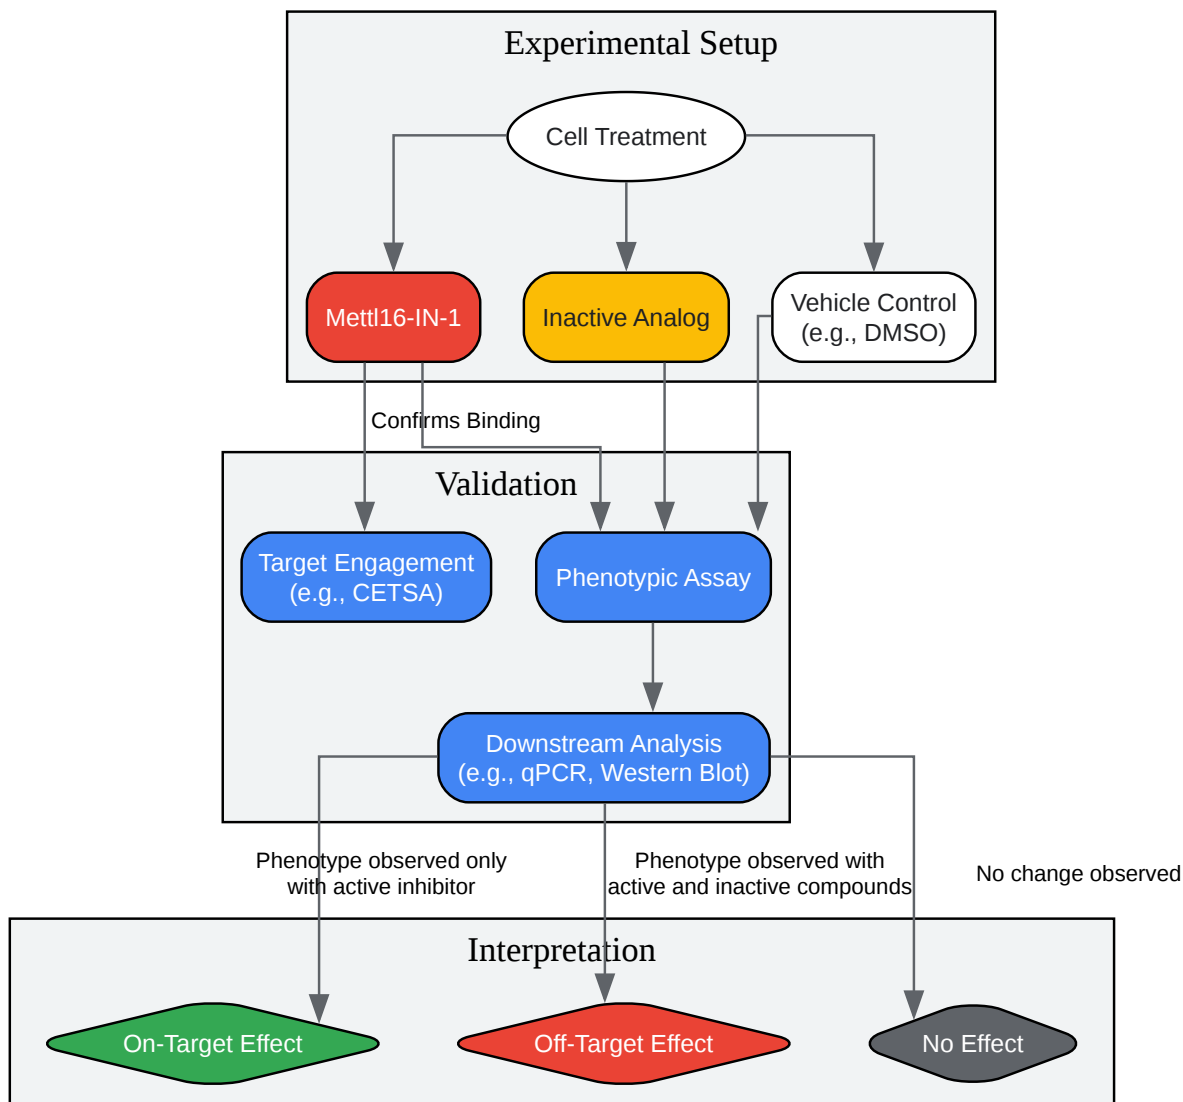 Experimental Setup
Cell Treatment
Mettl16-IN-1
Inactive Analog
Vehicle Control
(e.g., DMSO)
Confirms Binding
Validation
Target Engagement
(e.g., CETSA)
Phenotypic Assay
Downstream Analysis
(e.g., qPCR, Western Blot)
Phenotype observed only
with active inhibitor
Phenotype observed with
active and inactive compounds
No change observed
Interpretation
On-Target Effect
Off-Target Effect
No Effect